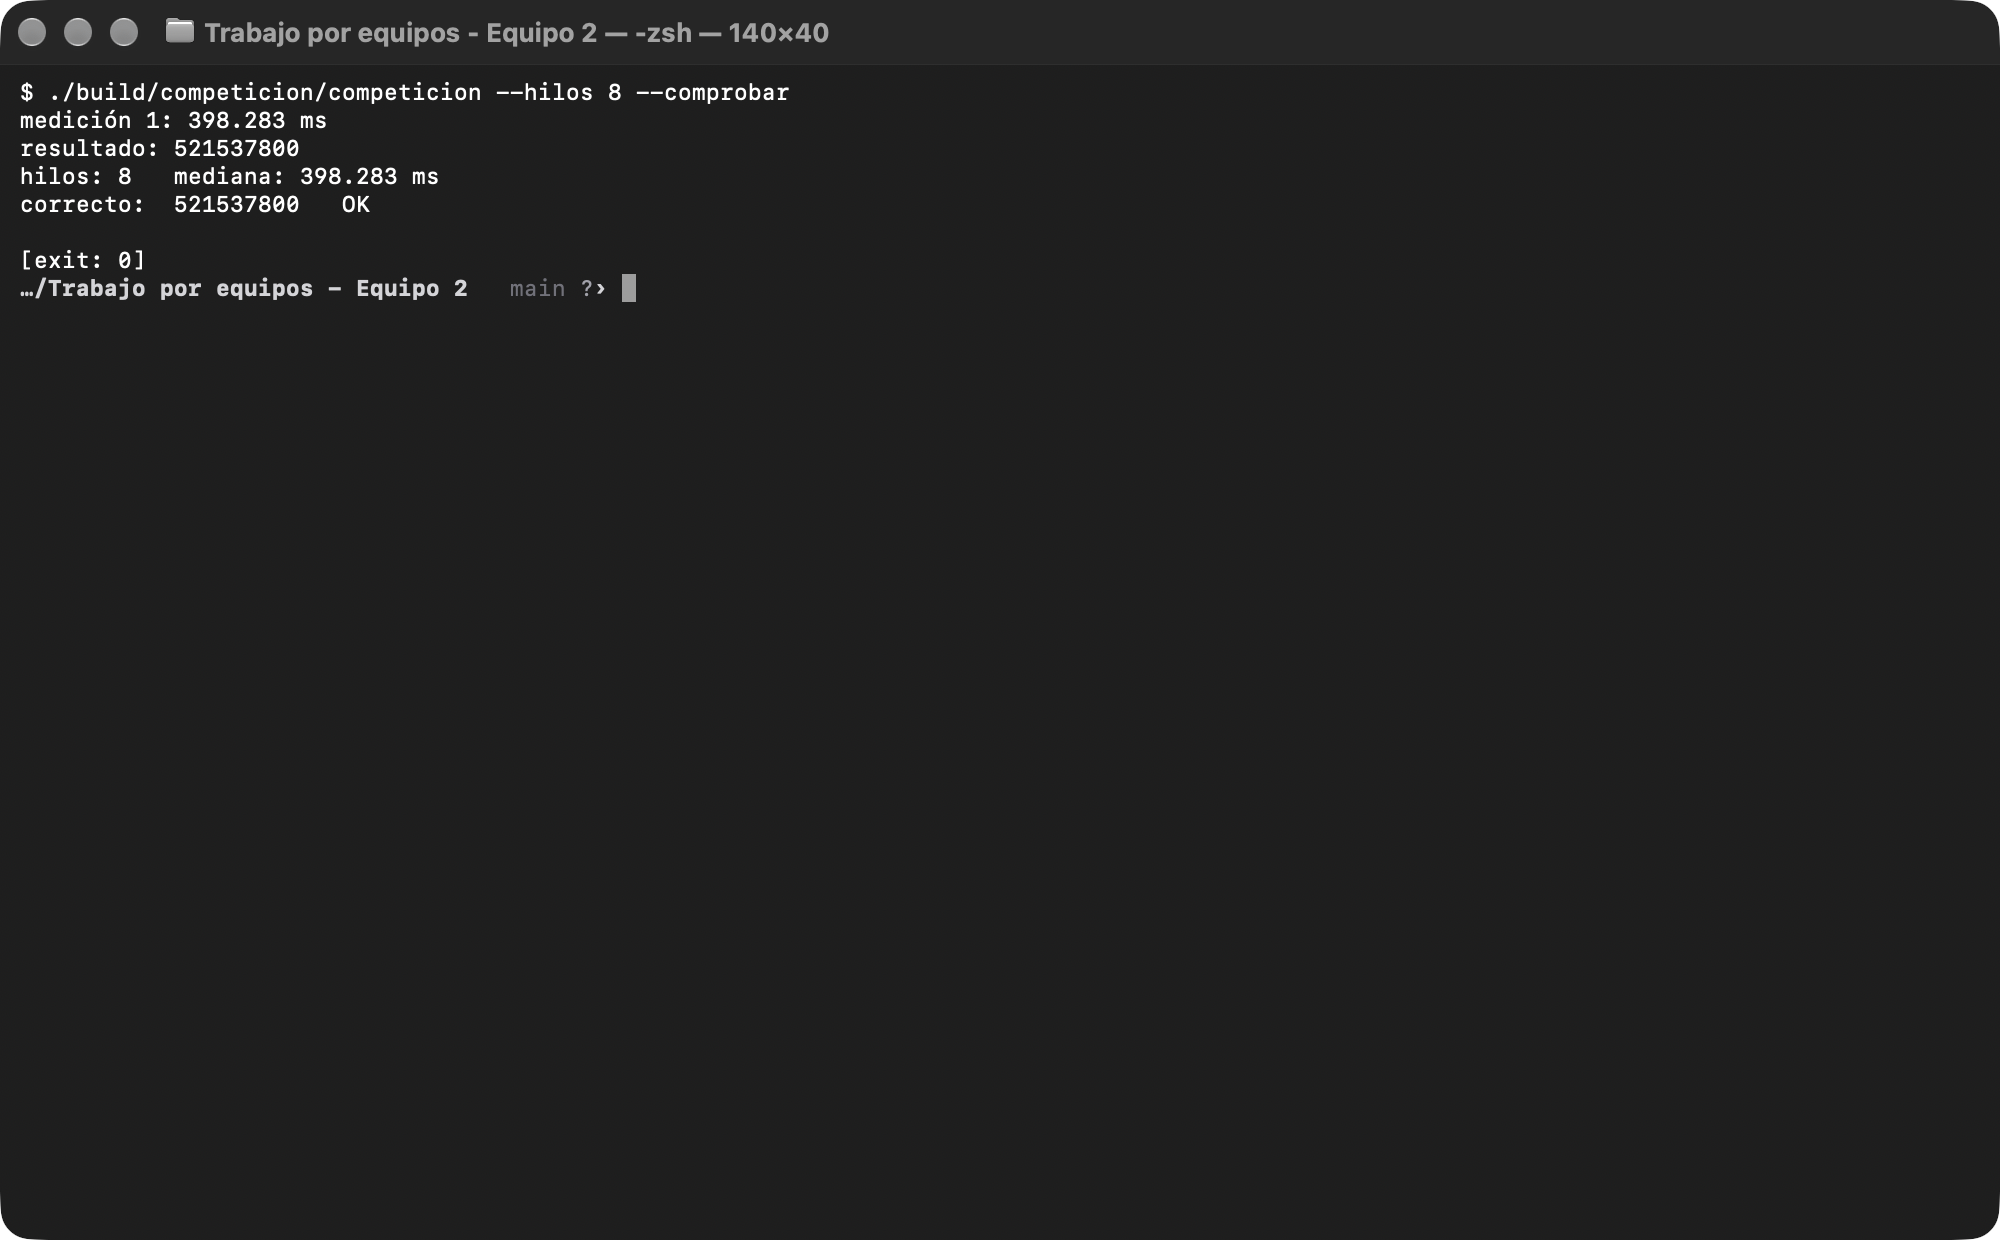 Trabajo por equipos - Equipo 2 — -zsh — 140×40
$ ./build/competicion/competicion --hilos 8 --comprobar
medición 1: 398.283 ms
resultado: 521537800
hilos: 8   mediana: 398.283 ms
correcto:  521537800   OK
[exit: 0]
…/Trabajo por equipos - Equipo 2   main ?›